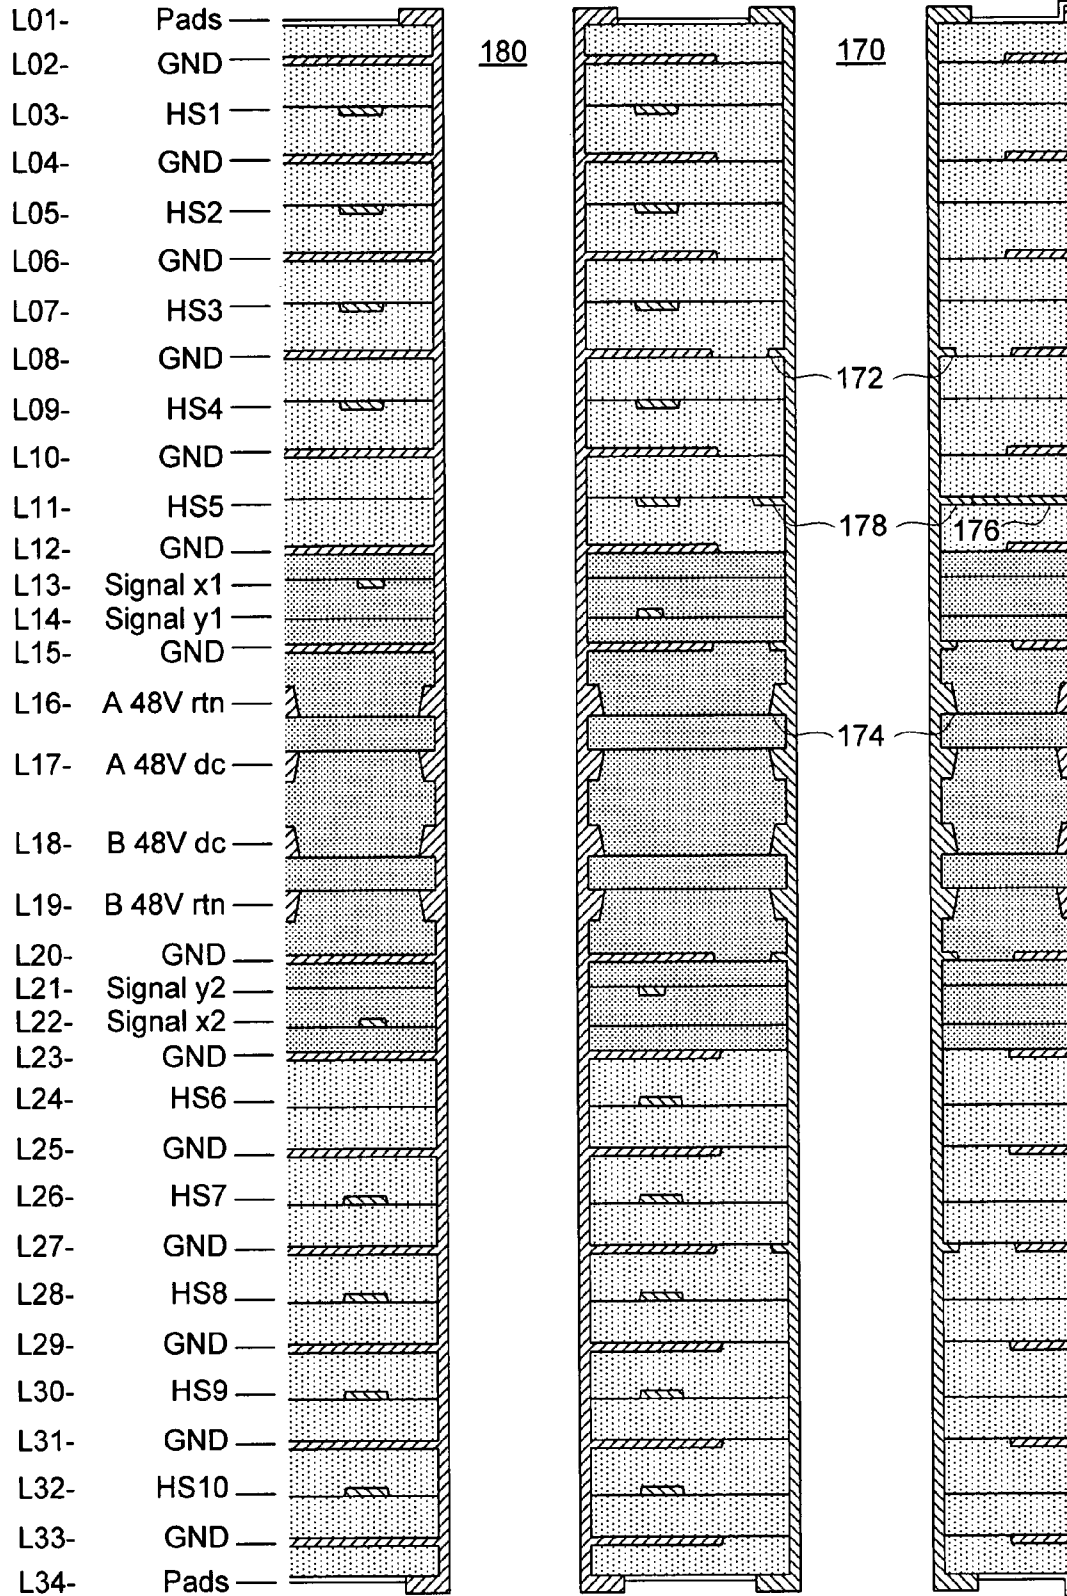 L01- Pads
180
170
L02- GND
L03- HS1
L04- GND
L05- HS2
L06- GND
L07- HS3
L08- GND
172
L09- HS4
L10- GND
L11- HS5
178
176
L12- GND
L13- Signal x1
L14- Signal y1
L15- GND
L16- A 48V rtn
174
L17- A 48V dc
L18- B 48V dc
L19- B 48V rtn
L20- GND
L21- Signal y2
L22- Signal x2
L23- GND
L24- HS6
L25- GND
L26- HS7
L27- GND
L28- HS8
L29- GND
L30- HS9
L31- GND
L32- HS10
L33- GND
L34- Pads